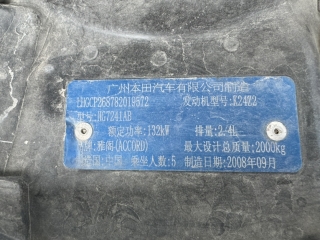 广州本田汽车有限公司制造
LHGCP268782019572 发动机型号:K24Z2
型号:HG7241AB
额定功率:132kW 排量:2.4L
品牌:雅阁(ACCORD) 最大设计总质量:2000kg
制造国:中国 乘坐人数:5 制造日期:2008年09月